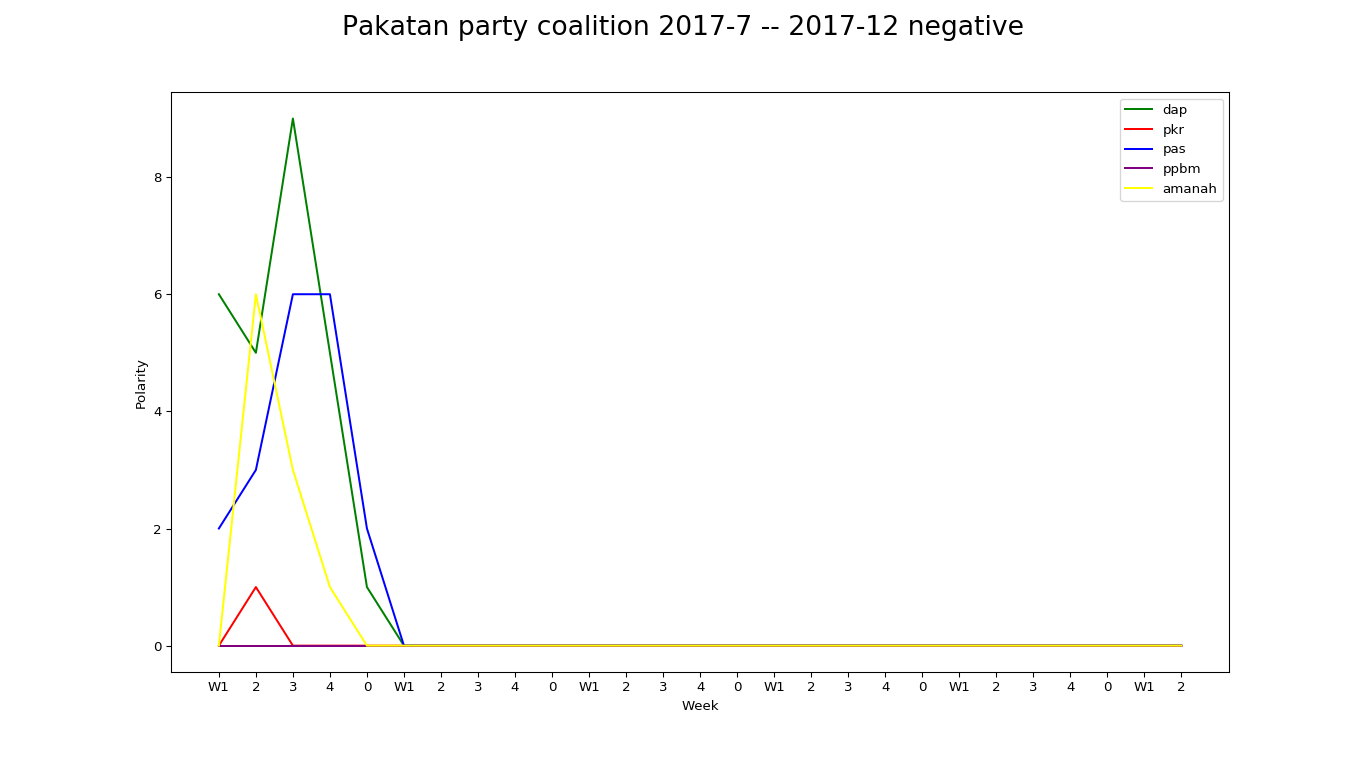 Pakatan party coalition 2017-7 -- 2017-12 negative
dap
pkr
pas
ppbm
amanah
8
6
4
2
0
Polarity
W1 2 3 4 0 W1 2 3 4 0 W1 2 3 4 0 W1 2 3 4 0 W1 2 3 4 0 W1 2
Week